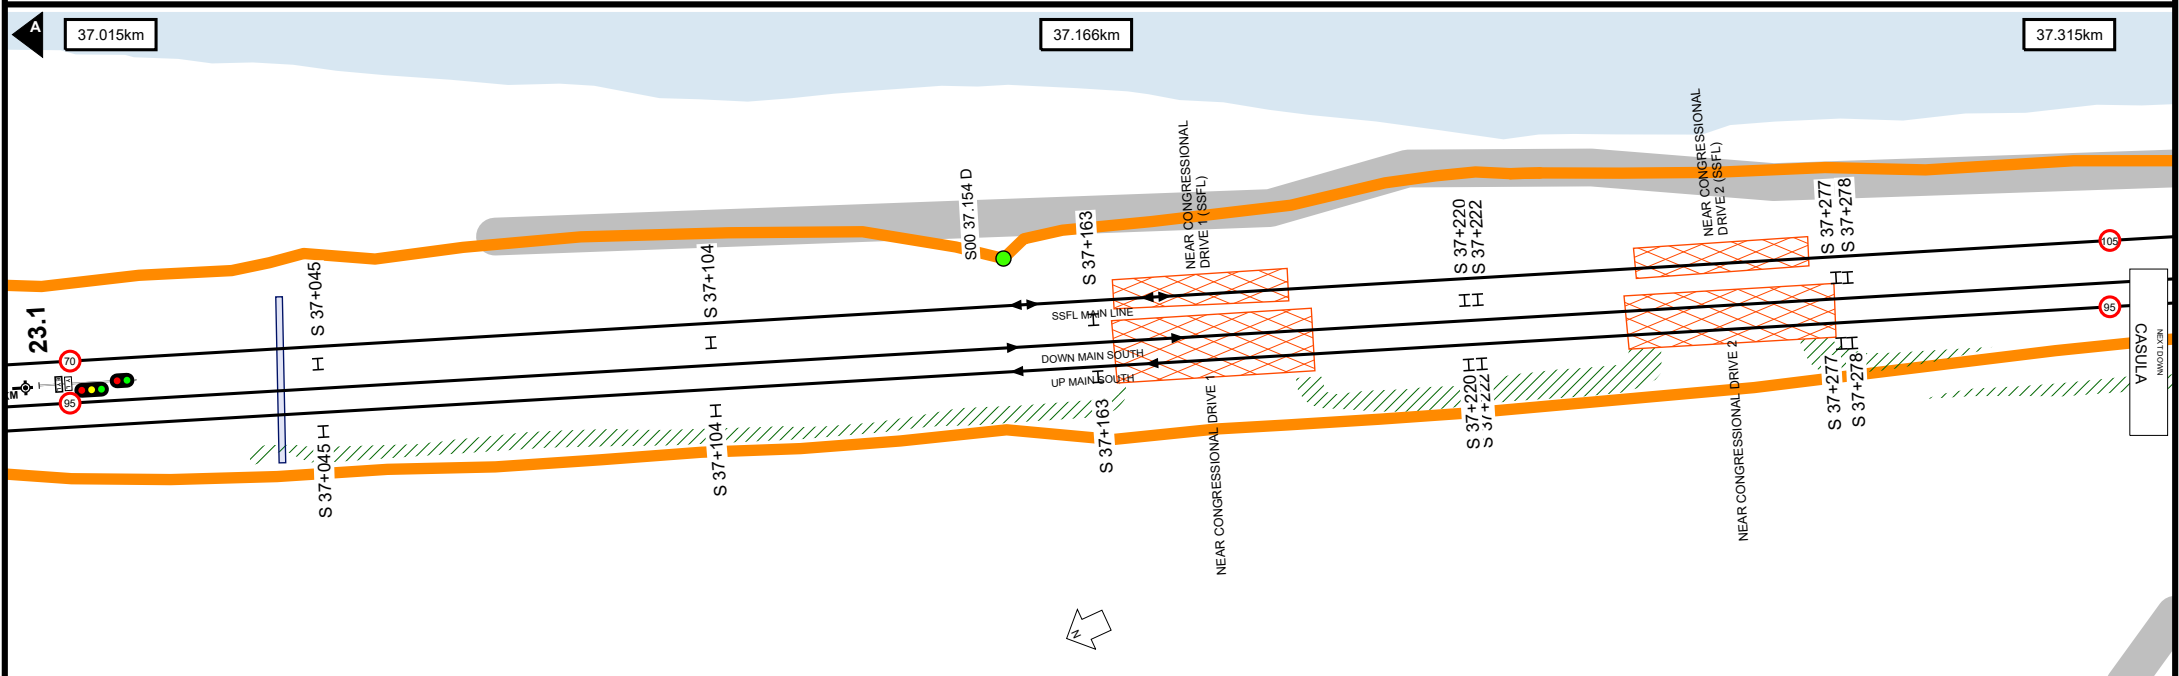 A
37.015km
37.166km
37.315km
NEAR CONGRESSIONAL
DRIVE 1 (SSFL)
NEAR CONGRESSIONAL
DRIVE 2 (SSFL)
S00 37.154 D
S 37+045
S 37+104
S 37+163
S 37+220
S 37+222
S 37+277
S 37+278
105
23.1
70
95
SSFL MAIN LINE
DOWN MAIN SOUTH
UP MAIN SOUTH
95
CASULA
NEXT DOWN
S 37+045
S 37+104
S 37+163
S 37+220
S 37+222
S 37+277
S 37+278
NEAR CONGRESSIONAL DRIVE 1
NEAR CONGRESSIONAL DRIVE 2
N